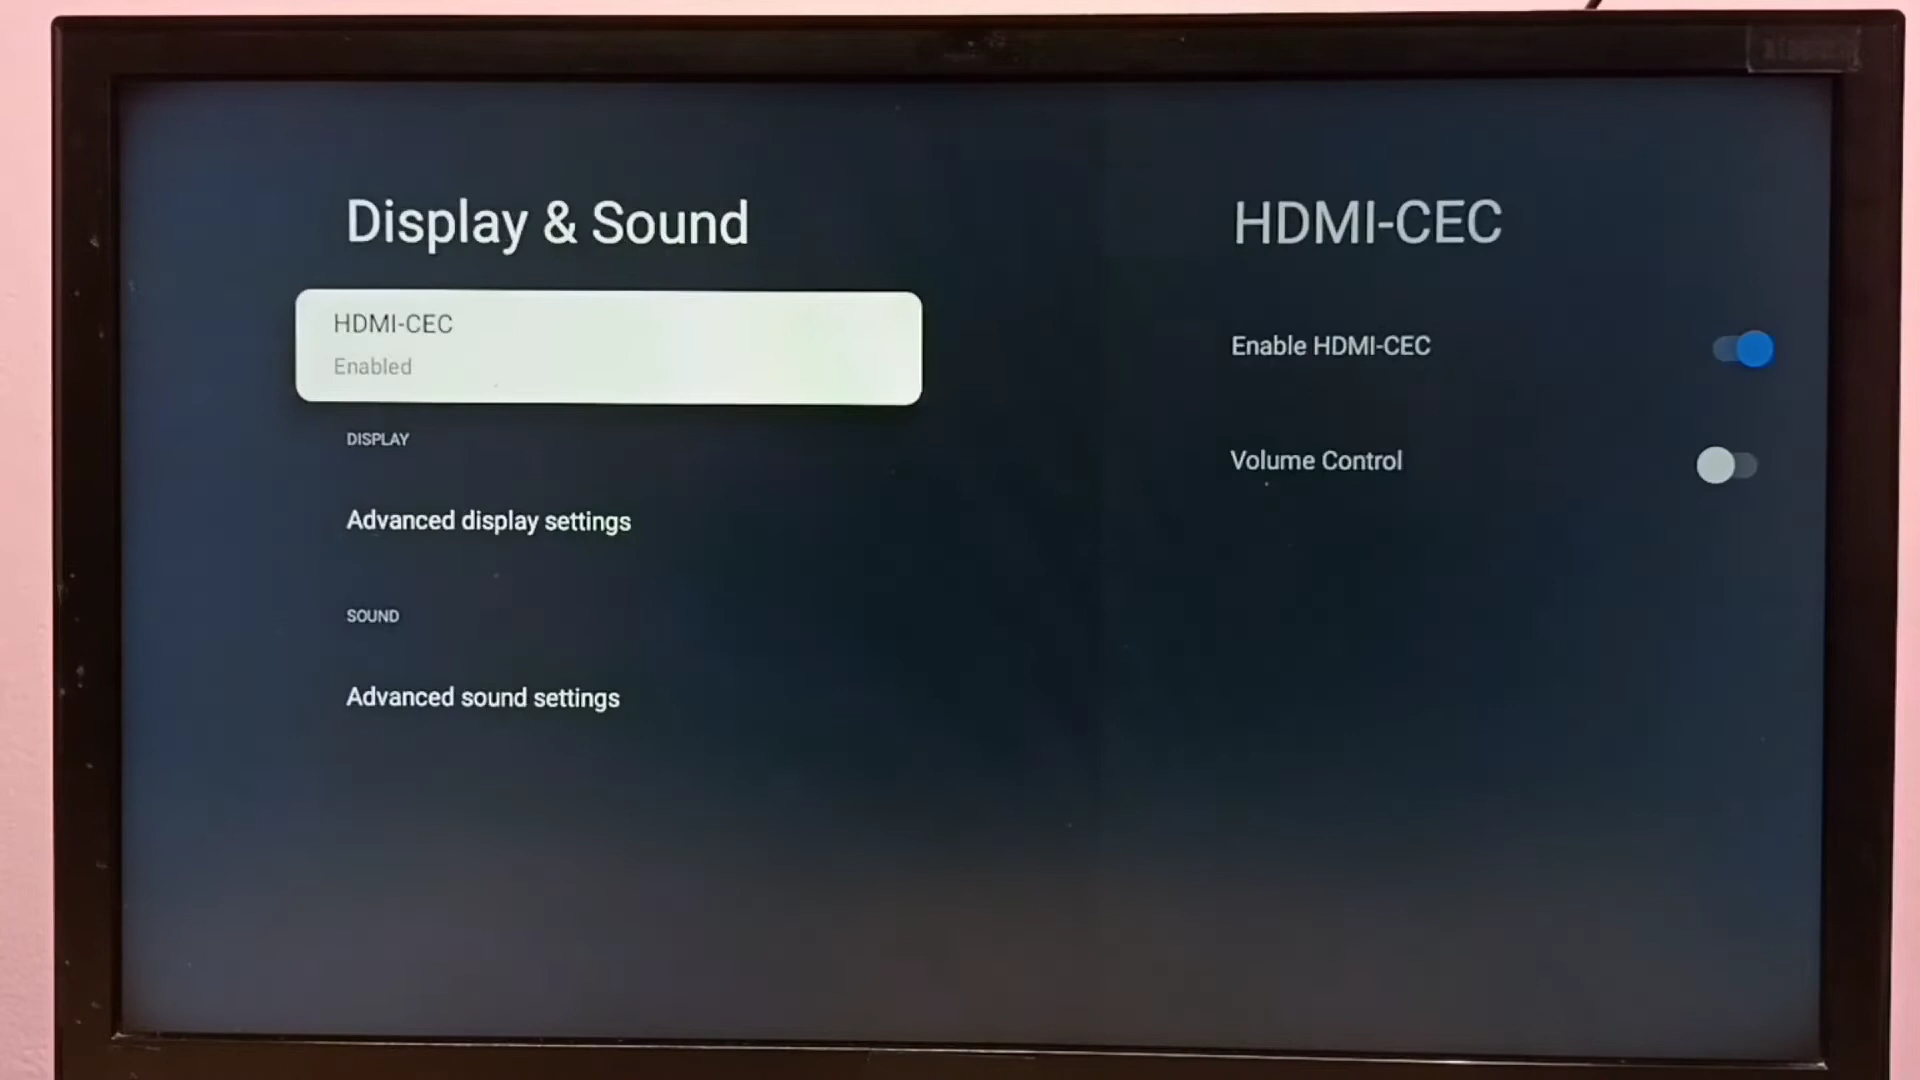 Display & Sound
HDMI-CEC
Enabled
DISPLAY
Advanced display settings
SOUND
Advanced sound settings
HDMI-CEC
Enable HDMI-CEC
Volume Control